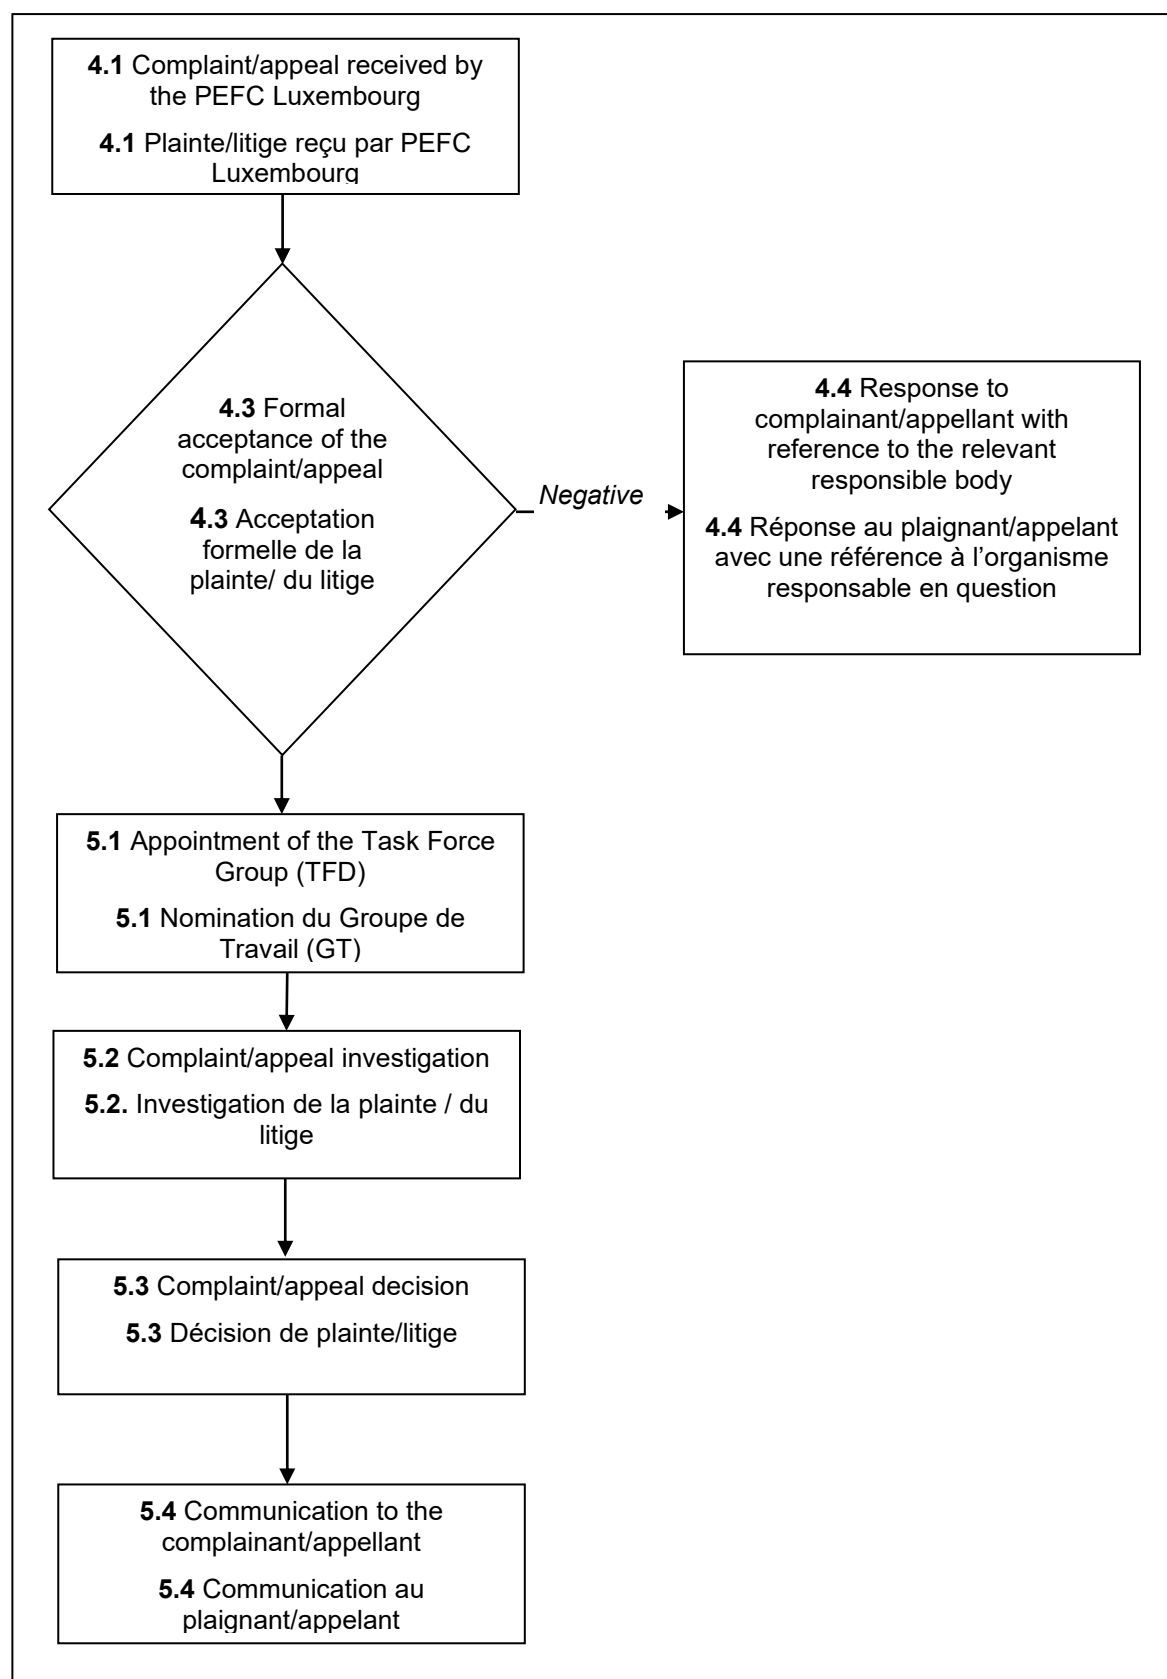 4.1 Complaint/appeal received by
the PEFC Luxembourg
4.1 Plainte/litige reçu par PEFC
Luxembourg
4.3 Formal
acceptance of the
complaint/appeal
4.3 Acceptation
formelle de la
plainte/ du litige
Negative
4.4 Response to
complainant/appellant with
reference to the relevant
responsible body
4.4 Réponse au plaignant/appelant
avec une référence à l’organisme
responsable en question
5.1 Appointment of the Task Force
Group (TFD)
5.1 Nomination du Groupe de
Travail (GT)
5.2 Complaint/appeal investigation
5.2. Investigation de la plainte / du
litige
5.3 Complaint/appeal decision
5.3 Décision de plainte/litige
5.4 Communication to the
complainant/appellant
5.4 Communication au
plaignant/appelant